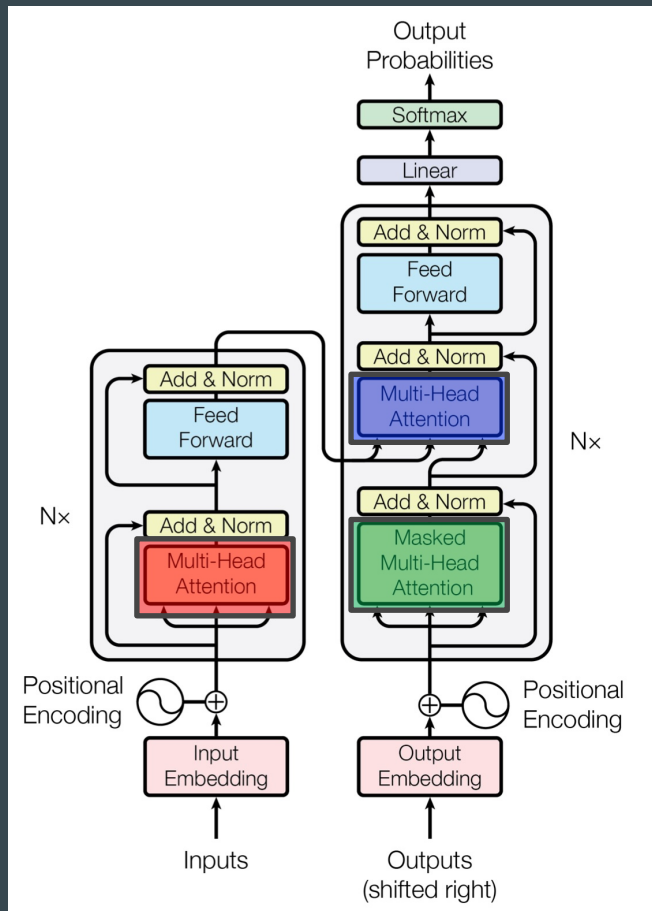 Output
Probabilities
Softmax
Linear
Add & Norm
Feed
Forward
Add & Norm
Multi-Head
Attention
Add & Norm
Masked
Multi-Head
Attention
Nx
Add & Norm
Feed
Forward
Nx
Add & Norm
Multi-Head
Attention
Positional
Encoding
Positional
Encoding
Input
Embedding
Output
Embedding
Inputs
Outputs
(shifted right)